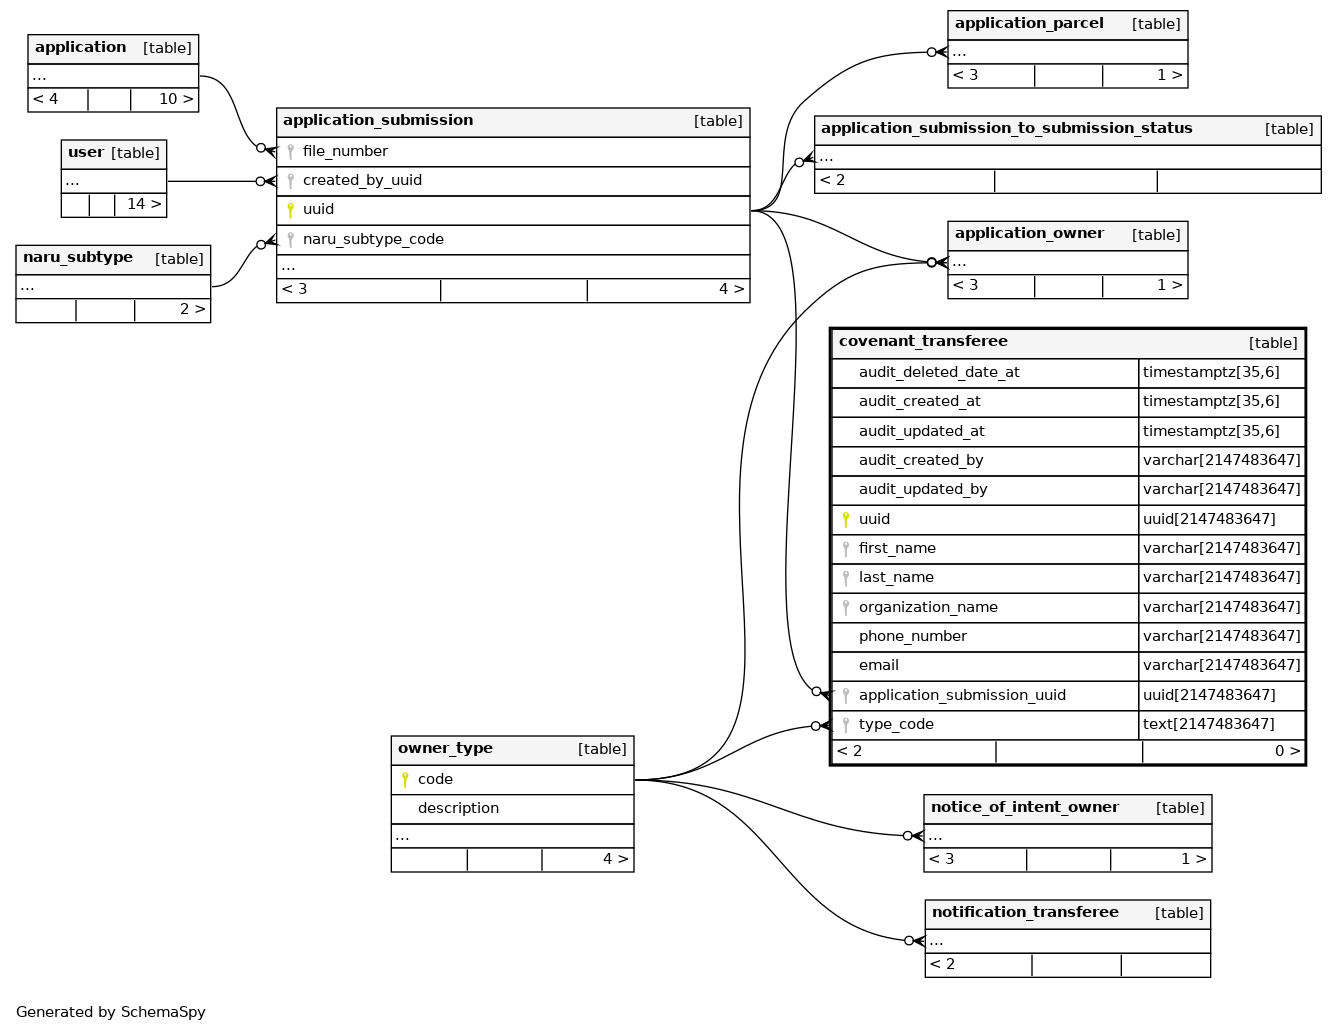 application [table]
...
< 4 10 >
user [table]
...
14 >
naru_subtype [table]
...
2 >
application_submission [table]
file_number
created_by_uuid
uuid
naru_subtype_code
...
< 3 4 >
application_parcel [table]
...
< 3 1 >
application_submission_to_submission_status [table]
...
< 2
application_owner [table]
...
< 3 1 >
covenant_transferee [table]
audit_deleted_date_at timestamptz[35,6]
audit_created_at timestamptz[35,6]
audit_updated_at timestamptz[35,6]
audit_created_by varchar[2147483647]
audit_updated_by varchar[2147483647]
uuid uuid[2147483647]
first_name varchar[2147483647]
last_name varchar[2147483647]
organization_name varchar[2147483647]
phone_number varchar[2147483647]
email varchar[2147483647]
application_submission_uuid uuid[2147483647]
type_code text[2147483647]
< 2 0 >
owner_type [table]
code
description
...
4 >
notice_of_intent_owner [table]
...
< 3 1 >
notification_transferee [table]
...
< 2
Generated by SchemaSpy